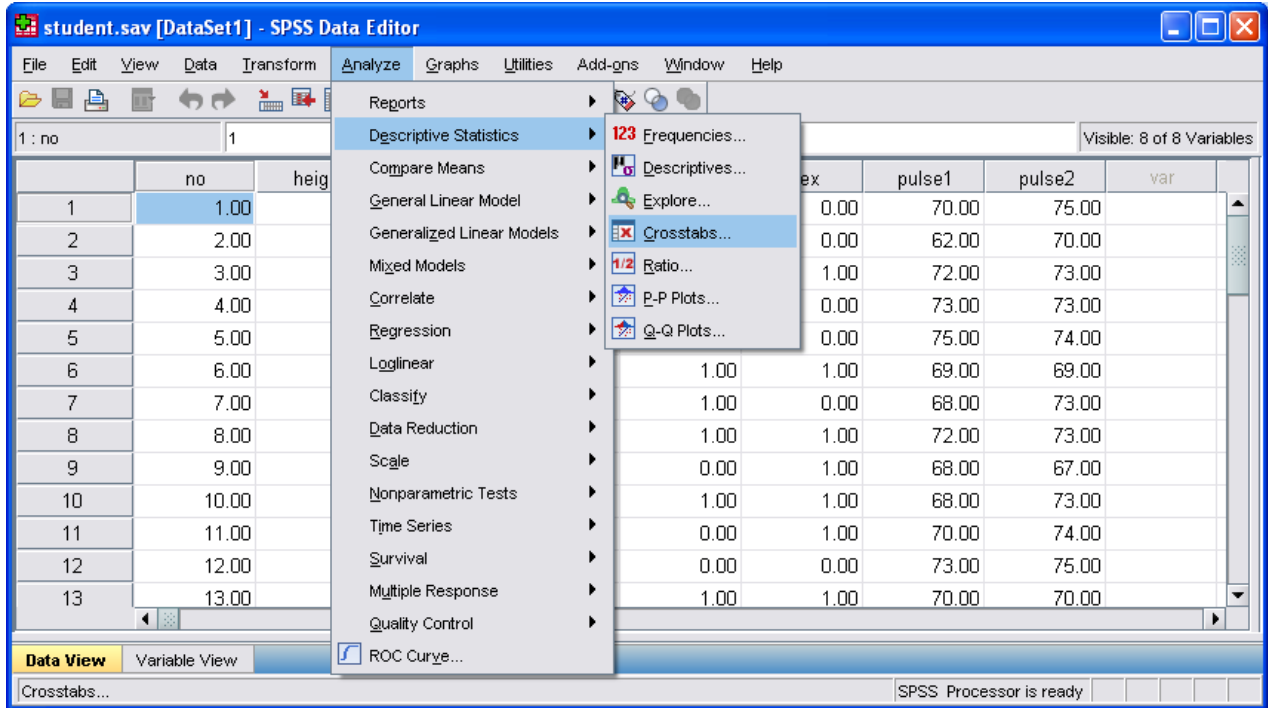 student.sav [DataSet1] - SPSS Data Editor
File Edit View Data Transform Analyze Graphs Utilities Add-ons Window Help
1 : no 1 Visible: 8 of 8 Variables
Reports
Descriptive Statistics
Compare Means
General Linear Model
Generalized Linear Models
Mixed Models
Correlate
Regression
Loglinear
Classify
Data Reduction
Scale
Nonparametric Tests
Time Series
Survival
Multiple Response
Quality Control
ROC Curve...
123 Frequencies...
Descriptives...
Explore...
Crosstabs...
1/2 Ratio...
P-P Plots...
Q-Q Plots...
no heig ex pulse1 pulse2 var
1 1.00 0.00 70.00 75.00
2 2.00 0.00 62.00 70.00
3 3.00 1.00 72.00 73.00
4 4.00 0.00 73.00 73.00
5 5.00 0.00 75.00 74.00
6 6.00 1.00 1.00 69.00 69.00
7 7.00 1.00 0.00 68.00 73.00
8 8.00 1.00 1.00 72.00 73.00
9 9.00 0.00 1.00 68.00 67.00
10 10.00 1.00 1.00 68.00 73.00
11 11.00 0.00 1.00 70.00 74.00
12 12.00 0.00 0.00 73.00 75.00
13 13.00 1.00 1.00 70.00 70.00
Data View Variable View
Crosstabs... SPSS Processor is ready